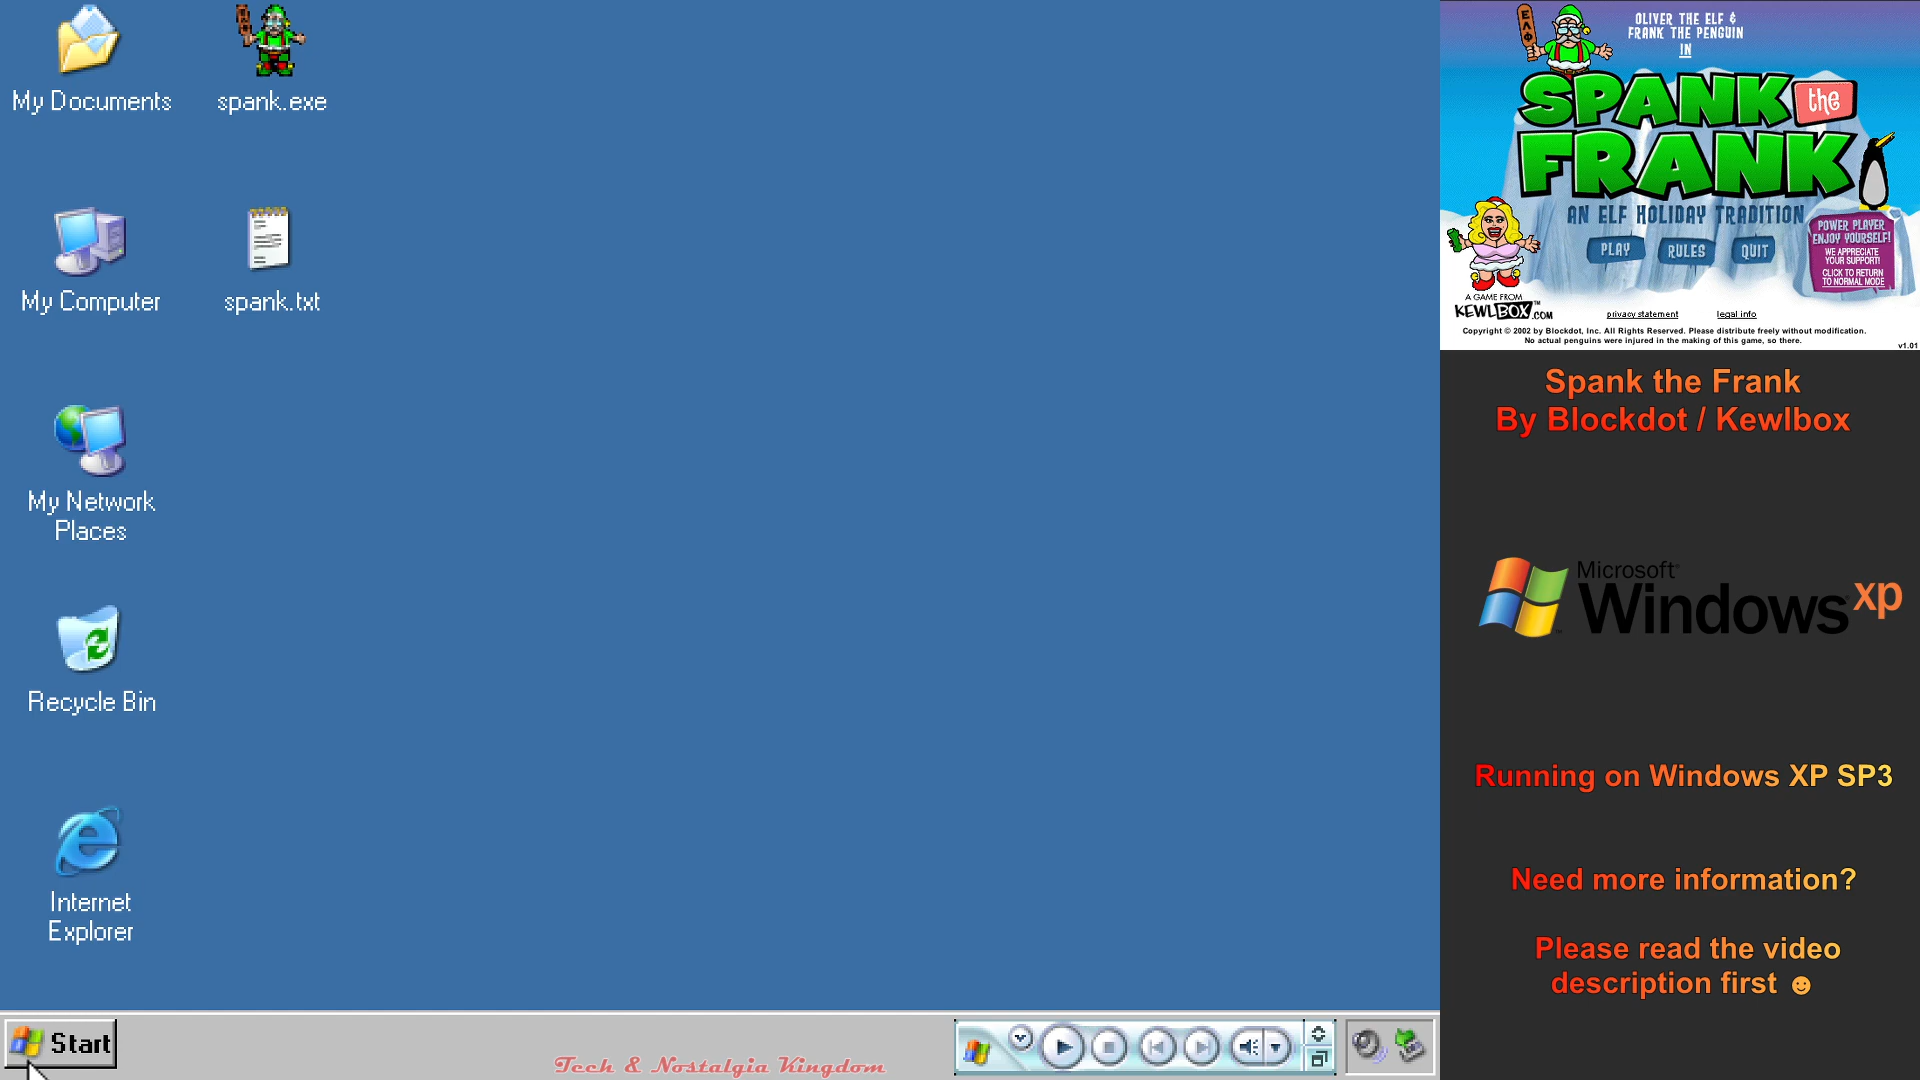 My Documents
spank.exe
My Computer
spank.txt
My Network
Places
Recycle Bin
Internet
Explorer
Start
Tech & Nostalgia Kingdom
OLIVER THE ELF &
FRANK THE PENGUIN
IN
SPANK the
FRANK
AN ELF HOLIDAY TRADITION
PLAY
RULES
QUIT
POWER PLAYER
ENJOY YOURSELF!
WE APPRECIATE
YOUR SUPPORT!
CLICK TO RETURN
TO NORMAL MODE
A GAME FROM
KEWLBOX.COM™
privacy statement
legal info
Copyright © 2002 by Blockdot, Inc. All Rights Reserved. Please distribute freely without modification.
No actual penguins were injured in the making of this game, so there.
v1.01
Spank the Frank
By Blockdot / Kewlbox
Microsoft®
Windows xp
Running on Windows XP SP3
Need more information?
Please read the video
description first ☻